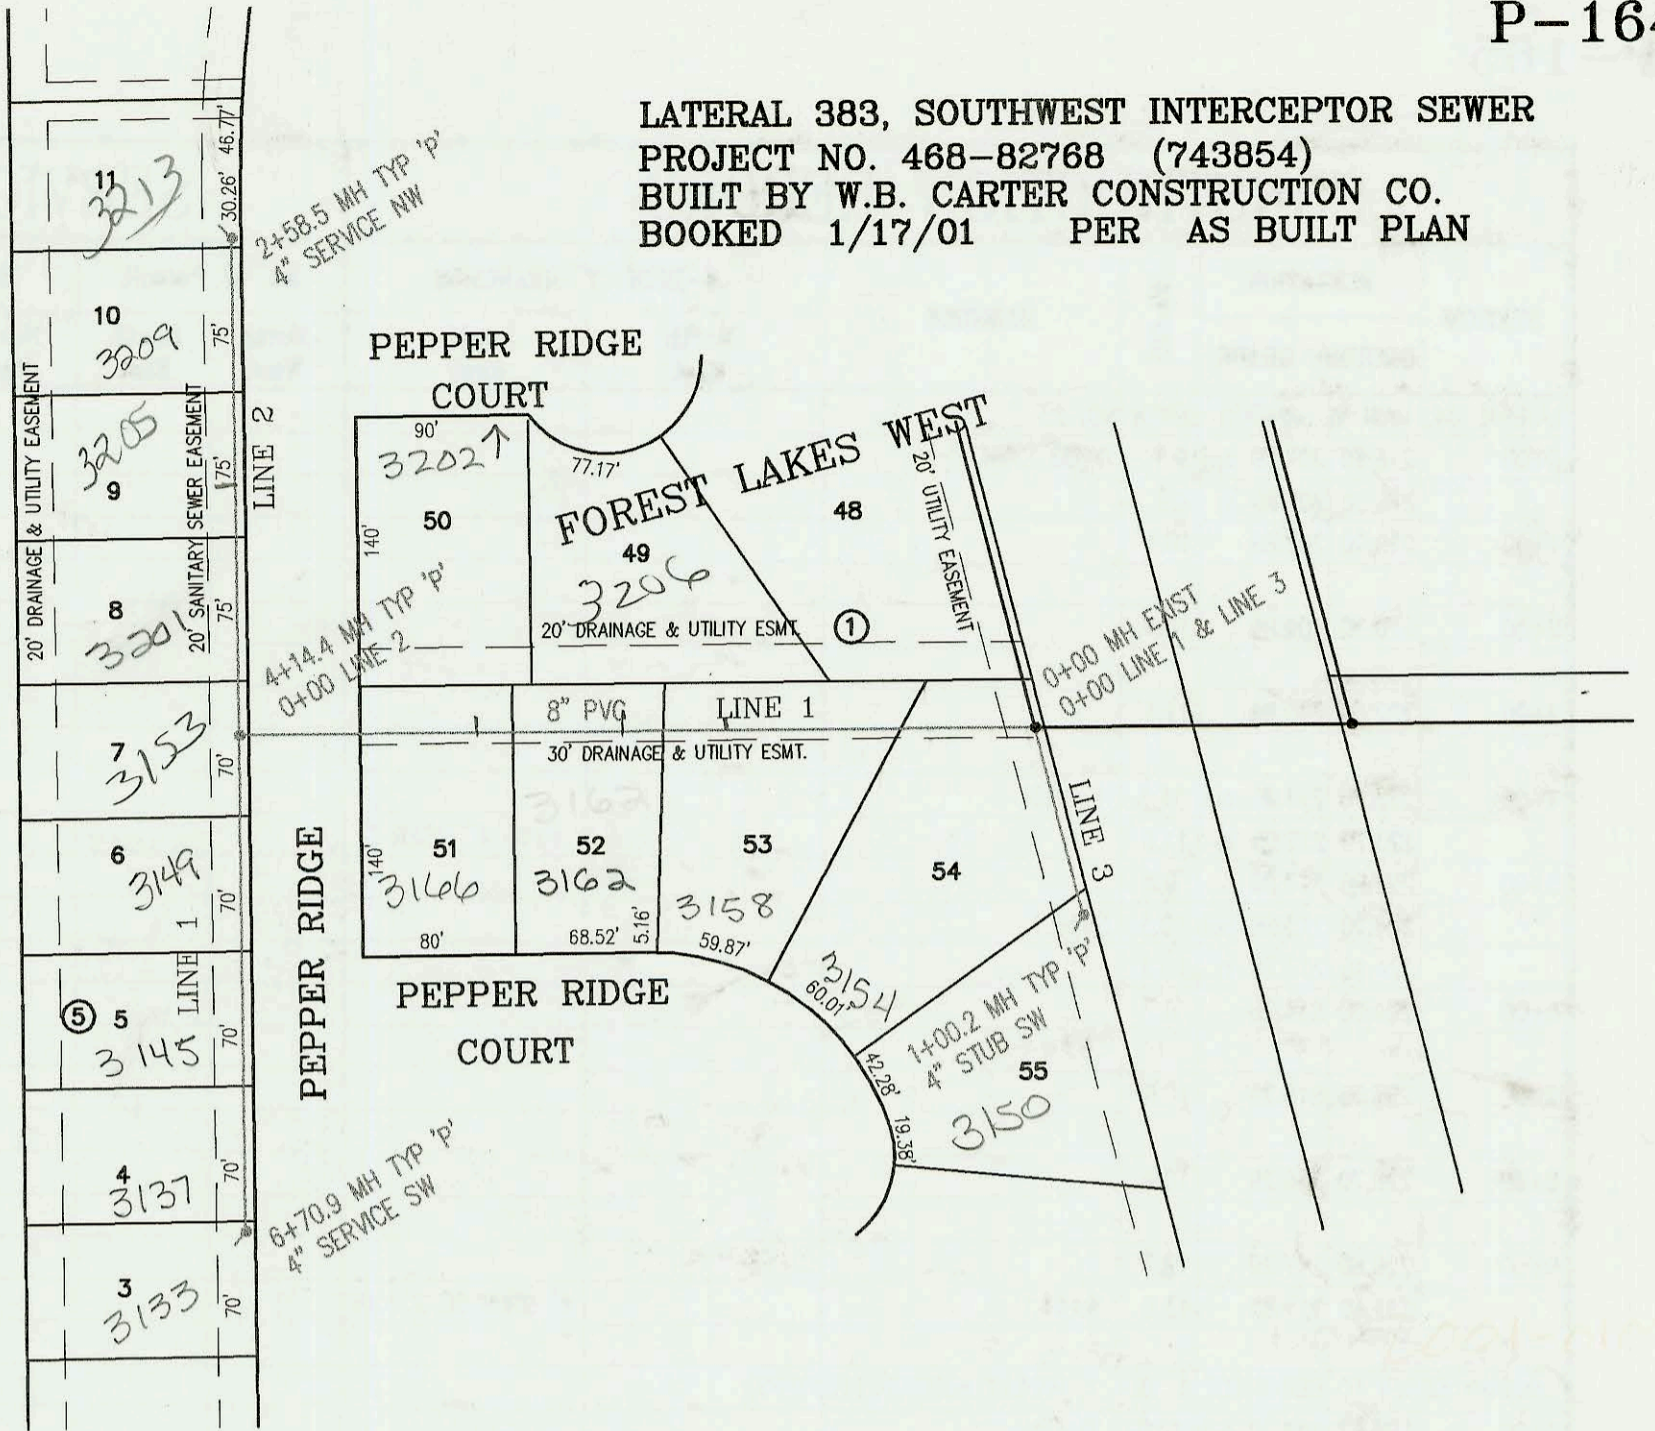 P-164
LATERAL 383, SOUTHWEST INTERCEPTOR SEWER
PROJECT NO. 468-82768 (743854)
BUILT BY W.B. CARTER CONSTRUCTION CO.
BOOKED 1/17/01 PER AS BUILT PLAN
46.77'
30.26'
11
3213
2+58.5 MH TYP 'P'
4" SERVICE NW
10
3209
75'
20' DRAINAGE & UTILITY EASEMENT
3205
9
75'
20' SANITARY SEWER EASEMENT
LINE 2
8
3201
75'
7
3153
70'
6
3149
70'
LINE 1
5
5
3145
70'
4
3137
70'
3
3133
70'
PEPPER RIDGE
COURT
90'
3202
50
140'
77.17'
FOREST LAKES WEST
49
3206
48
20' UTILITY EASEMENT
20' DRAINAGE & UTILITY ESMT.
1
4+14.4 MH TYP 'P'
0+00 LINE 2
0+00 MH EXIST
0+00 LINE 1 & LINE 3
8" PVC
LINE 1
30' DRAINAGE & UTILITY ESMT.
3162
51
3166
140'
80'
52
3162
68.52'
5.16'
53
3158
59.87'
54
3154
60.01'
LINE 3
PEPPER RIDGE
PEPPER RIDGE
COURT
1+00.2 MH TYP 'P'
4" STUB SW
55
3150
42.28'
19.38'
6+70.9 MH TYP 'P'
4" SERVICE SW